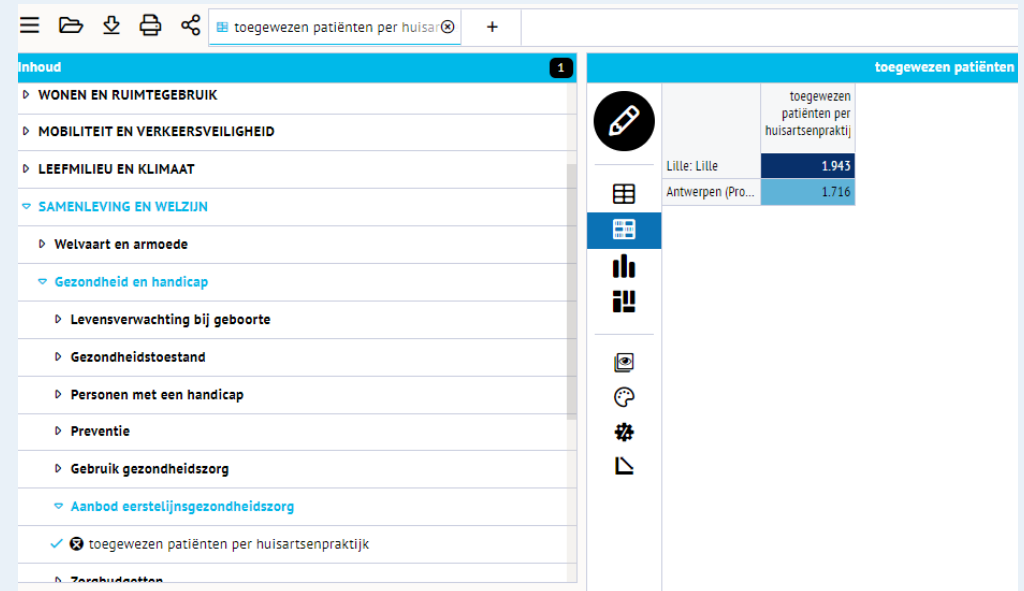 toegewezen patiënten per huisar
+
Inhoud
1
toegewezen patiënten
WONEN EN RUIMTEGEBRUIK
MOBILITEIT EN VERKEERSVEILIGHEID
LEEFMILIEU EN KLIMAAT
SAMENLEVING EN WELZIJN
Welvaart en armoede
Gezondheid en handicap
Levensverwachting bij geboorte
Gezondheidstoestand
Personen met een handicap
Preventie
Gebruik gezondheidszorg
Aanbod eerstelijnsgezondheidszorg
toegewezen patiënten per huisartsenpraktijk
Zorgbudgetten
toegewezen
patiënten per
huisartsenpraktij
Lille: Lille 1.943
Antwerpen (Pro... 1.716